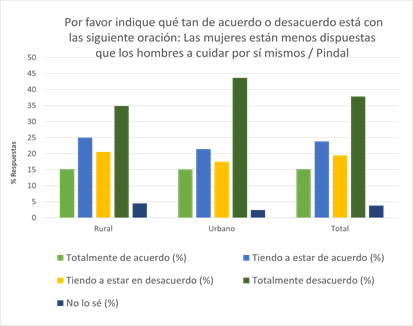 Por favor indique qué tan de acuerdo o desacuerdo está con
las siguiente oración: Las mujeres están menos dispuestas
que los hombres a cuidar por sí mismos / Pindal
50
45
40
35
30
25
20
15
10
5
0
% Respuestas
Rural Urbano Total
Totalmente de acuerdo (%) Tiendo a estar de acuerdo (%)
Tiendo a estar en desacuerdo (%) Totalmente desacuerdo (%)
No lo sé (%)